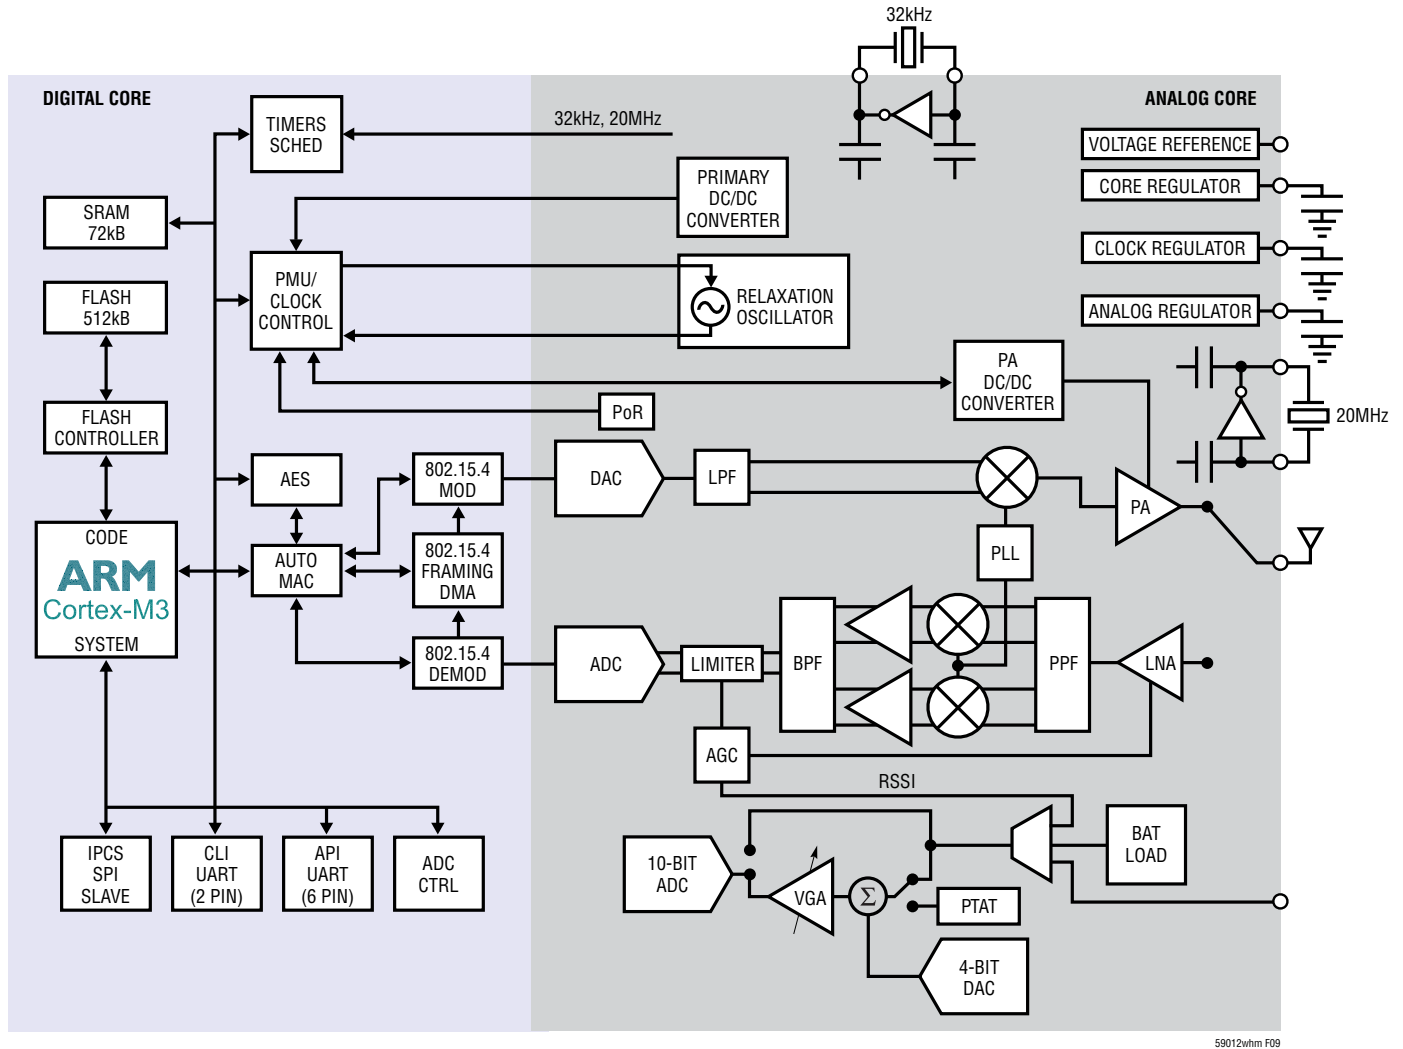 32kHz
DIGITAL CORE
ANALOG CORE
TIMERS
SCHED
32kHz, 20MHz
VOLTAGE REFERENCE
PRIMARY
DC/DC
CONVERTER
CORE REGULATOR
SRAM
72kB
CLOCK REGULATOR
PMU/
CLOCK
CONTROL
RELAXATION
OSCILLATOR
FLASH
512kB
ANALOG REGULATOR
PA
DC/DC
CONVERTER
PoR
20MHz
FLASH
CONTROLLER
AES
802.15.4
MOD
DAC
LPF
PA
CODE
ARM
Cortex-M3
SYSTEM
AUTO
MAC
802.15.4
FRAMING
DMA
PLL
802.15.4
DEMOD
ADC
LIMITER
BPF
PPF
LNA
AGC
RSSI
IPCS
SPI
SLAVE
CLI
UART
(2 PIN)
API
UART
(6 PIN)
ADC
CTRL
10-BIT
ADC
VGA
Σ
PTAT
BAT
LOAD
4-BIT
DAC
59012whm F09